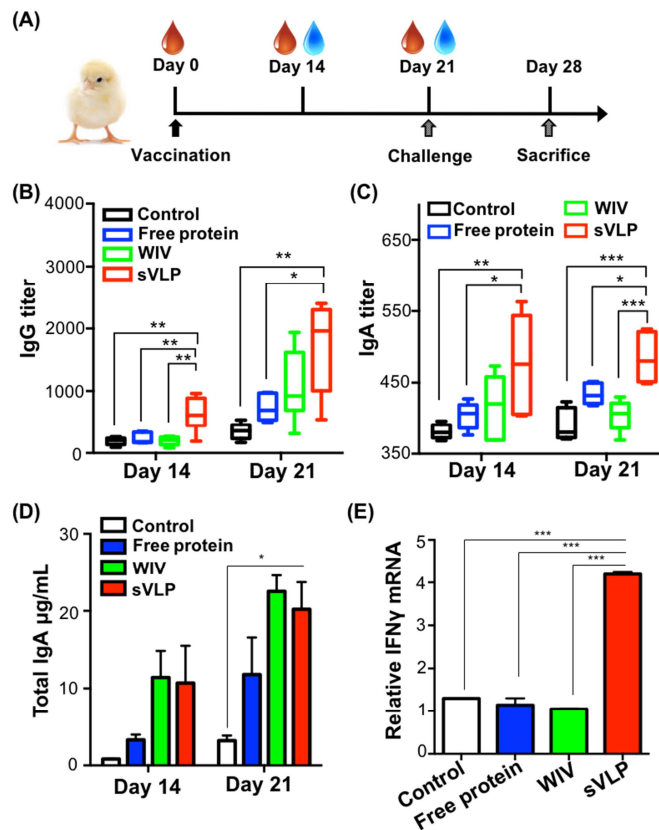 (A)
Day 0 Day 14 Day 21 Day 28
Vaccination Challenge Sacrifice
(B)
Control
Free protein
WIV
sVLP
IgG titer
4000
3000
2000
1000
0
** * ** ** **
Day 14 Day 21
(C)
Control WIV
Free protein sVLP
IgA titer
650
550
450
350
** * *** * ***
Day 14 Day 21
(D)
Control
Free protein
WIV
sVLP
Total IgA µg/mL
30
20
10
0
*
Day 14 Day 21
(E)
Relative IFNγ mRNA
5
4
2
1
0
***
***
***
Control Free protein WIV sVLP